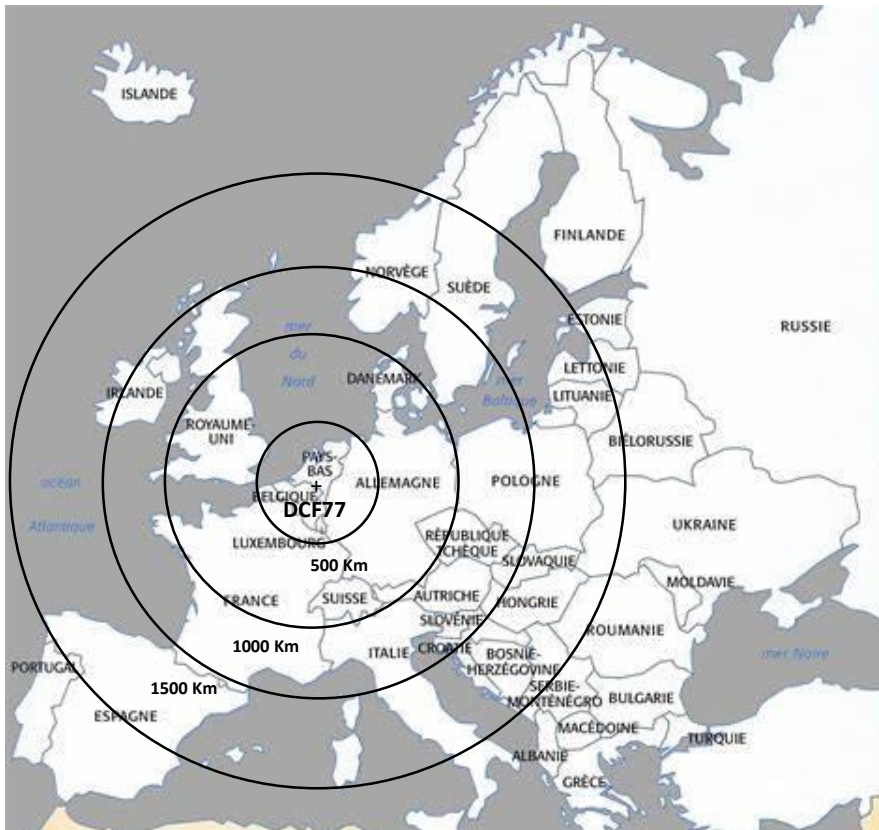 ISLANDE
FINLANDE
NORVÈGE
SUÈDE
ESTONIE
RUSSIE
mer
du
Nord
LETTONIE
DANEMARK
IRLANDE
mer
Baltique
LITUANIE
ROYAUME-
UNI
BIÉLORUSSIE
PAYS-
BAS
océan
Atlantique
ALLEMAGNE
POLOGNE
BELGIQUE
DCF77
UKRAINE
LUXEMBOURG
RÉPUBLIQUE
TCHÈQUE
SLOVAQUIE
500 Km
MOLDAVIE
FRANCE
SUISSE
AUTRICHE
HONGRIE
SLOVÉNIE
ROUMANIE
1000 Km
ITALIE
CROATIE
BOSNIE-
HERZÉGOVINE
mer Noire
PORTUGAL
1500 Km
SERBIE-
MONTÉNÉGRO
BULGARIE
ESPAGNE
MACÉDOINE
TURQUIE
ALBANIE
GRÈCE